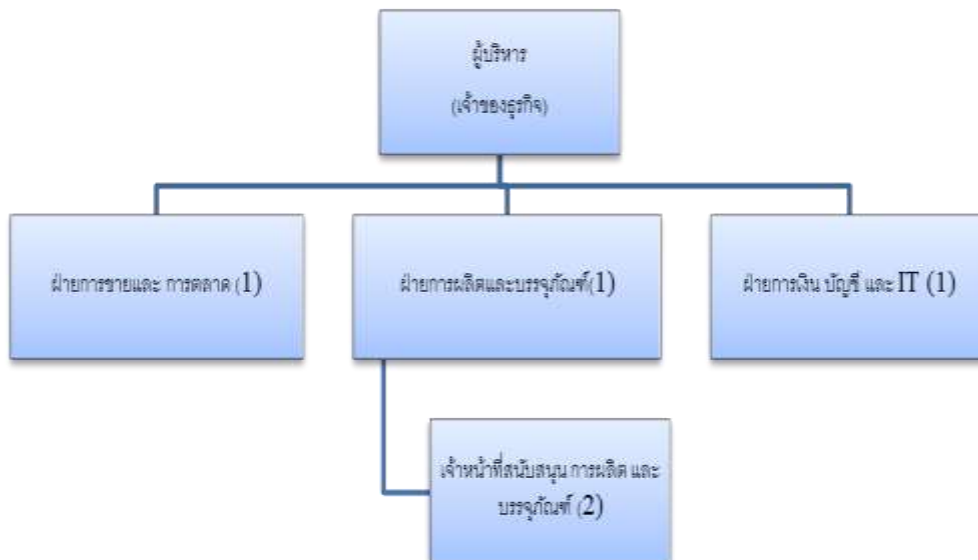 ผู้บริหาร
(เจ้าของธุรกิจ)
ฝ่ายการขายและ การตลาด (1)
ฝ่ายการผลิตและบรรจุภัณฑ์(1)
ฝ่ายการเงิน บัญชี และ IT (1)
เจ้าหน้าที่สนับสนุน การผลิต และ
บรรจุภัณฑ์ (2)